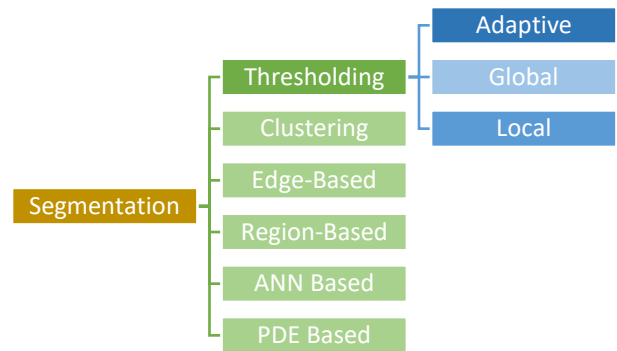 Adaptive
Thresholding
Global
Clustering
Local
Edge-Based
Segmentation
Region-Based
ANN Based
PDE Based